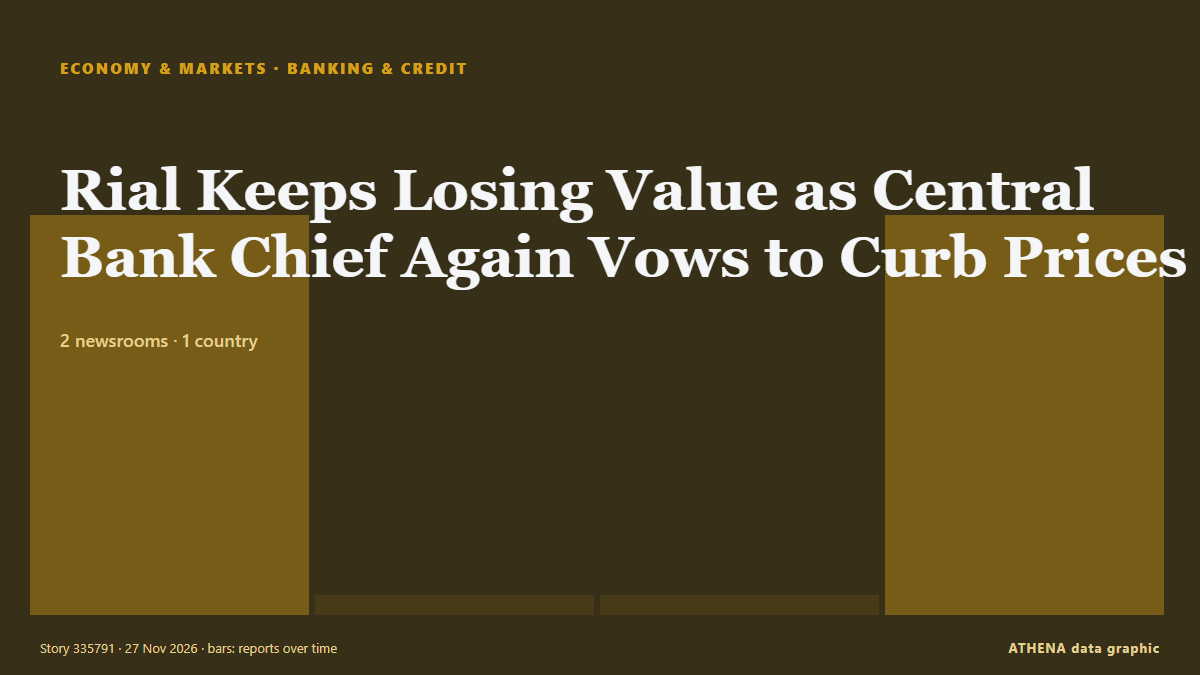 ECONOMY & MARKETS · BANKING & CREDIT
Rial Keeps Losing Value as Central
Bank Chief Again Vows to Curb Prices
2 newsrooms · 1 country
Story 335791 · 27 Nov 2026 · bars: reports over time
ATHENA data graphic